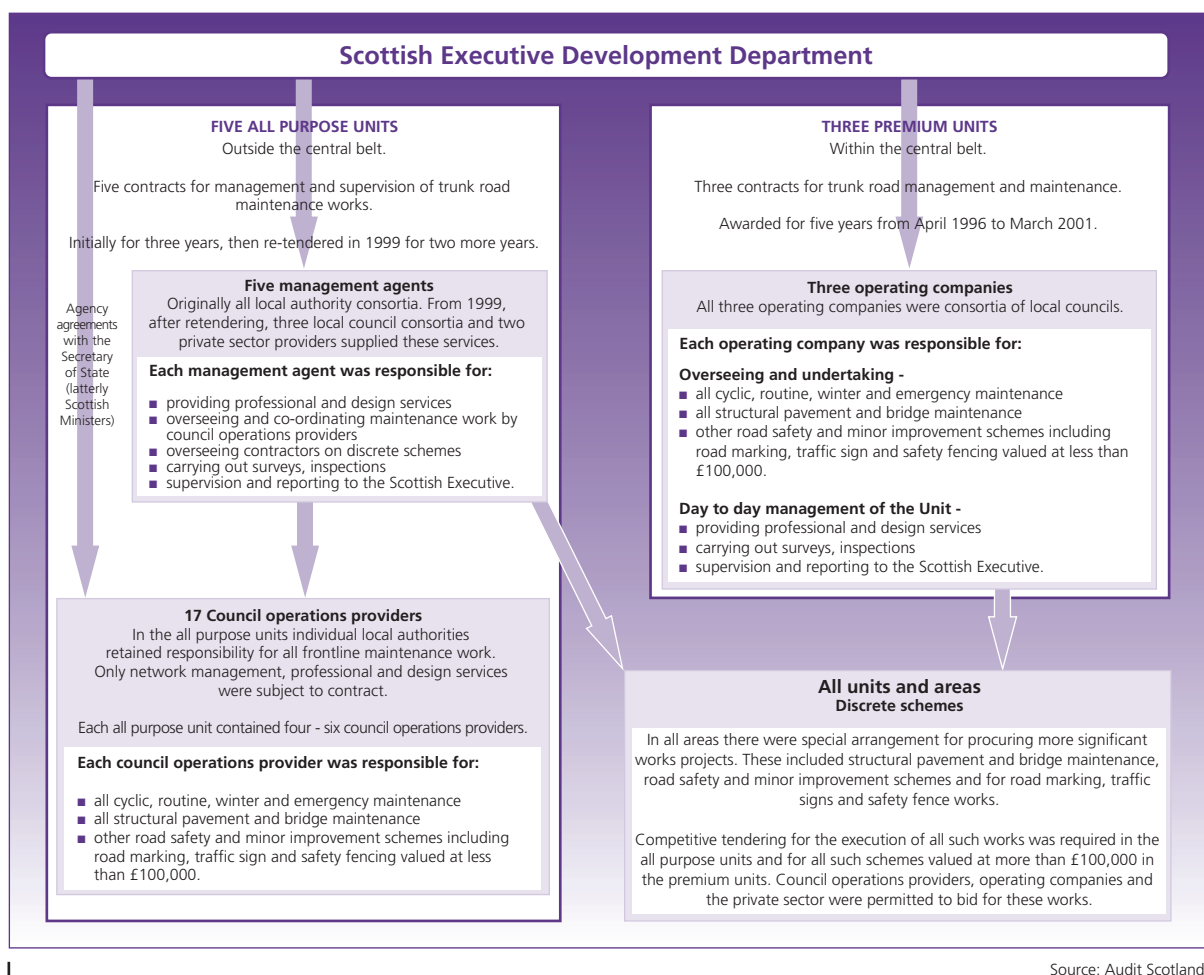 Scottish Executive Development Department
FIVE ALL PURPOSE UNITS
Outside the central belt.
Five contracts for management and supervision of trunk road
maintenance works.
Initially for three years, then re-tendered in 1999 for two more years.
Agency
agreements
with the
Secretary
of State
(latterly
Scottish
Ministers)
Five management agents
Originally all local authority consortia. From 1999,
after retendering, three local council consortia and two
private sector providers supplied these services.
Each management agent was responsible for:
■ providing professional and design services
■ overseeing and co-ordinating maintenance work by
council operations providers
■ overseeing contractors on discrete schemes
■ carrying out surveys, inspections
■ supervision and reporting to the Scottish Executive.
17 Council operations providers
In the all purpose units individual local authorities
retained responsibility for all frontline maintenance work.
Only network management, professional and design services
were subject to contract.
Each all purpose unit contained four - six council operations providers.
Each council operations provider was responsible for:
■ all cyclic, routine, winter and emergency maintenance
■ all structural pavement and bridge maintenance
■ other road safety and minor improvement schemes including
road marking, traffic sign and safety fencing valued at less
than £100,000.
THREE PREMIUM UNITS
Within the central belt.
Three contracts for trunk road management and maintenance.
Awarded for five years from April 1996 to March 2001.
Three operating companies
All three operating companies were consortia of local councils.
Each operating company was responsible for:
Overseeing and undertaking -
■ all cyclic, routine, winter and emergency maintenance
■ all structural pavement and bridge maintenance
■ other road safety and minor improvement schemes including
road marking, traffic sign and safety fencing valued at less than
£100,000.
Day to day management of the Unit -
■ providing professional and design services
■ carrying out surveys, inspections
■ supervision and reporting to the Scottish Executive.
All units and areas
Discrete schemes
In all areas there were special arrangement for procuring more significant
works projects. These included structural pavement and bridge maintenance,
road safety and minor improvement schemes and for road marking, traffic
signs and safety fence works.
Competitive tendering for the execution of all such works was required in the
all purpose units and for all such schemes valued at more than £100,000 in
the premium units. Council operations providers, operating companies and
the private sector were permitted to bid for these works.
Source: Audit Scotland